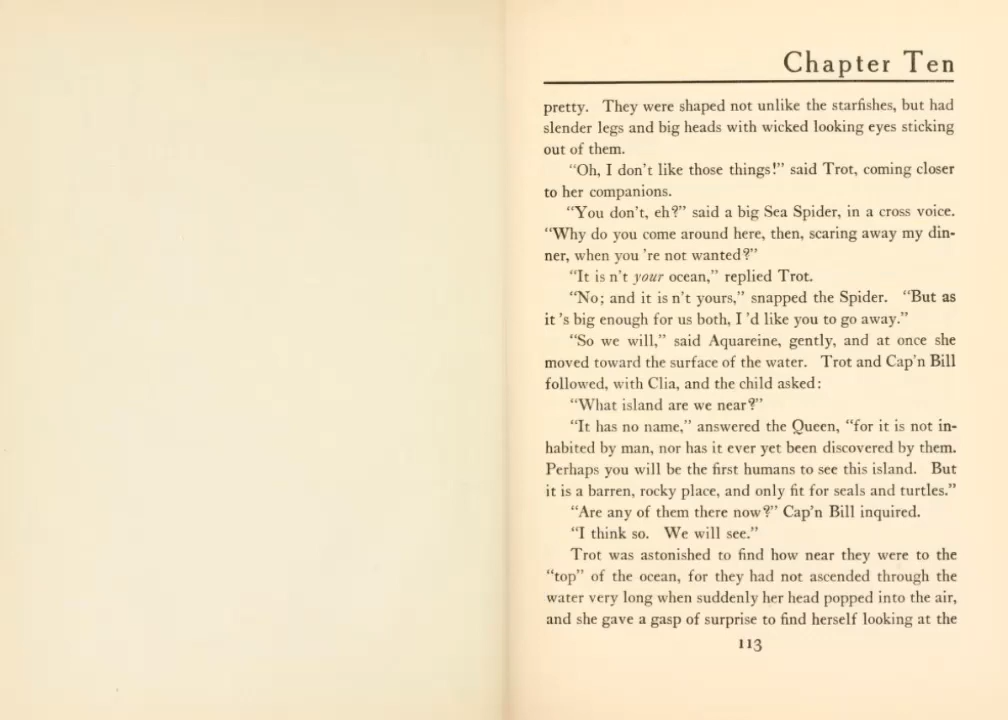 Chapter Ten
pretty. They were shaped not unlike the starfishes, but had
slender legs and big heads with wicked looking eyes sticking
out of them.
“Oh, I don't like those things!” said Trot, coming closer
to her companions.
“You don't, eh?” said a big Sea Spider, in a cross voice.
“Why do you come around here, then, scaring away my din-
ner, when you 're not wanted?”
“It is n't your ocean,” replied Trot.
“No; and it is n't yours,” snapped the Spider. “But as
it 's big enough for us both, I 'd like you to go away.”
“So we will,” said Aquareine, gently, and at once she
moved toward the surface of the water. Trot and Cap'n Bill
followed, with Clia, and the child asked:
“What island are we near?”
“It has no name,” answered the Queen, “for it is not in-
habited by man, nor has it ever yet been discovered by them.
Perhaps you will be the first humans to see this island. But
it is a barren, rocky place, and only fit for seals and turtles.”
“Are any of them there now?” Cap'n Bill inquired.
“I think so. We will see.”
Trot was astonished to find how near they were to the
“top” of the ocean, for they had not ascended through the
water very long when suddenly her head popped into the air,
and she gave a gasp of surprise to find herself looking at the
113